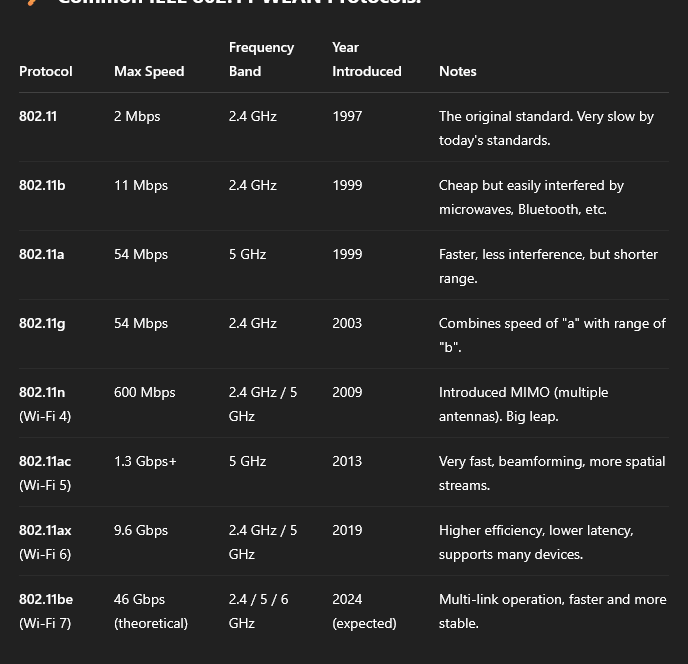 Common IEEE 802.11 WLAN Protocols:
Protocol Max Speed Frequency Band Year Introduced Notes
802.11 2 Mbps 2.4 GHz 1997 The original standard. Very slow by
today's standards.
802.11b 11 Mbps 2.4 GHz 1999 Cheap but easily interfered by
microwaves, Bluetooth, etc.
802.11a 54 Mbps 5 GHz 1999 Faster, less interference, but shorter
range.
802.11g 54 Mbps 2.4 GHz 2003 Combines speed of "a" with range of
"b".
802.11n 600 Mbps 2.4 GHz / 5 2009 Introduced MIMO (multiple
(Wi-Fi 4) GHz antennas). Big leap.
802.11ac 1.3 Gbps+ 5 GHz 2013 Very fast, beamforming, more spatial
(Wi-Fi 5) streams.
802.11ax 9.6 Gbps 2.4 GHz / 5 2019 Higher efficiency, lower latency,
(Wi-Fi 6) GHz supports many devices.
802.11be 46 Gbps 2.4 / 5 / 6 2024 Multi-link operation, faster and more
(Wi-Fi 7) (theoretical) GHz (expected) stable.